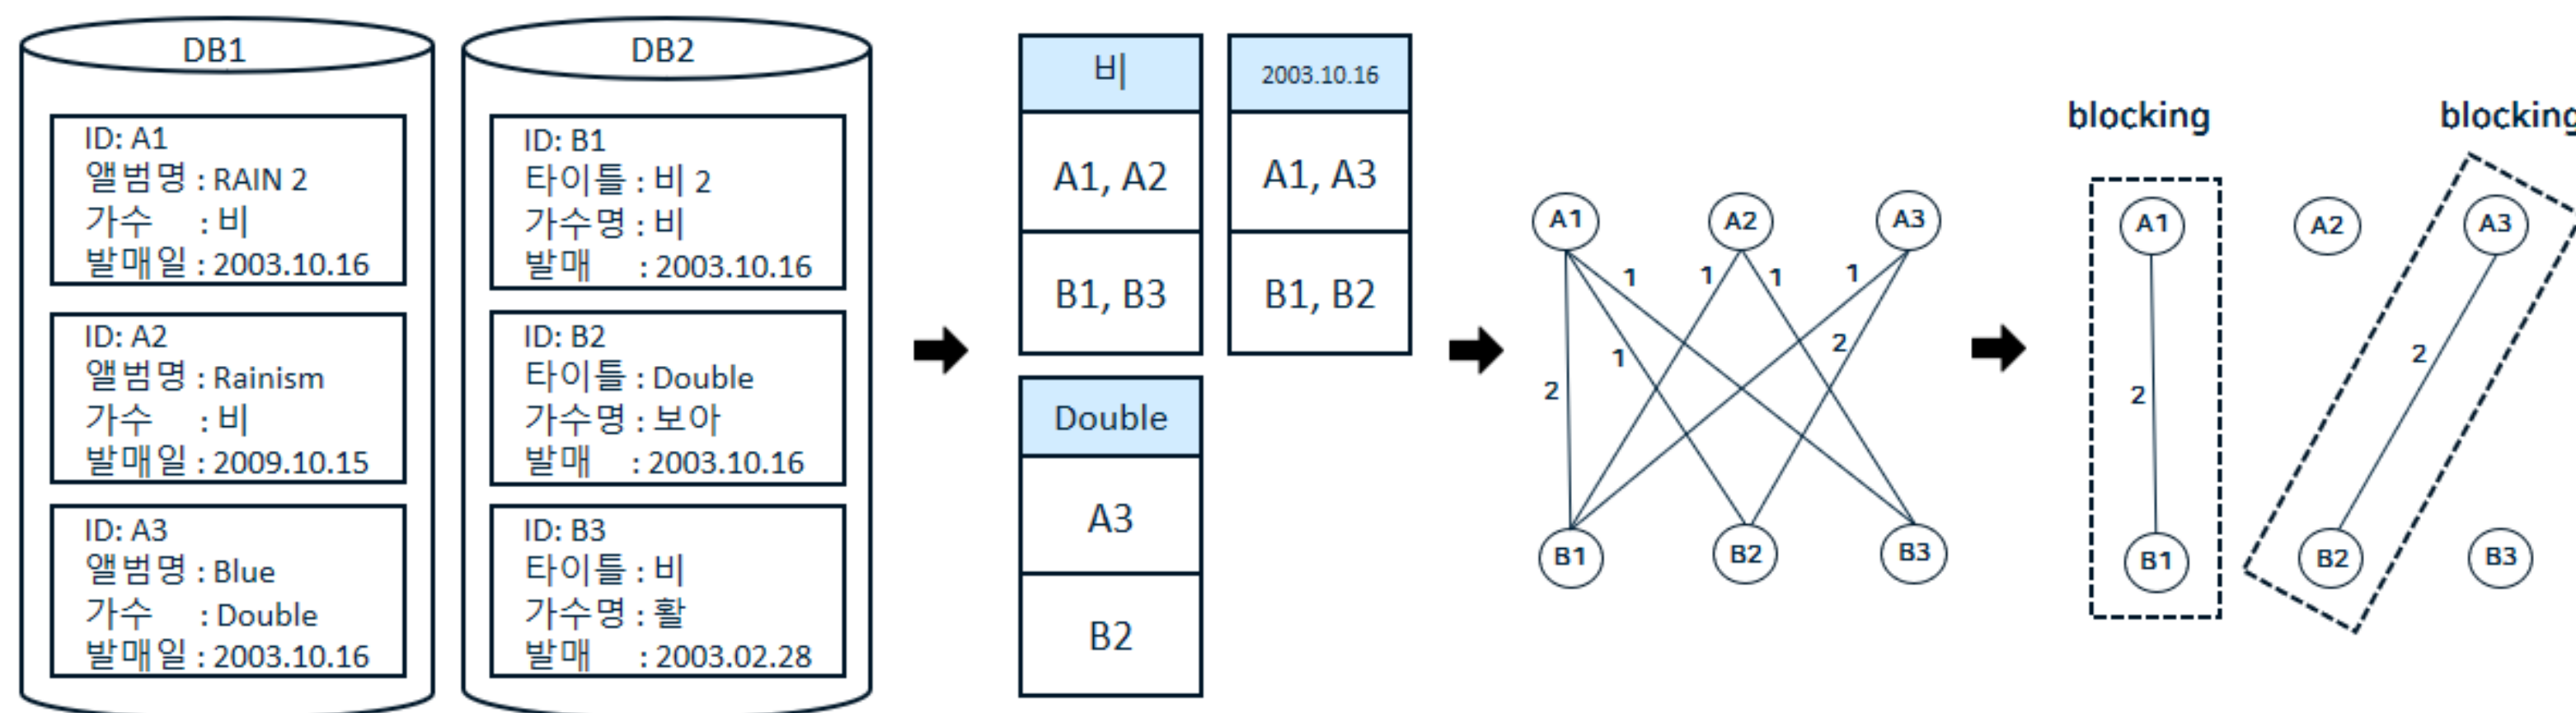 DB1
ID: A1
앨범명 : RAIN 2
가수 : 비
발매일 : 2003.10.16
ID: A2
앨범명 : Rainism
가수 : 비
발매일 : 2009.10.15
ID: A3
앨범명 : Blue
가수 : Double
발매일 : 2003.10.16
DB2
ID: B1
타이틀 : 비 2
가수명 : 비
발매 : 2003.10.16
ID: B2
타이틀 : Double
가수명 : 보아
발매 : 2003.10.16
ID: B3
타이틀 : 비
가수명 : 활
발매 : 2003.02.28
비
A1, A2
B1, B3
2003.10.16
A1, A3
B1, B2
Double
A3
B2
A1 A2 A3
1 1 1 1
2
1
2
B1 B2 B3
blocking blocking
A1 A2 A3
2
2
B1 B2 B3